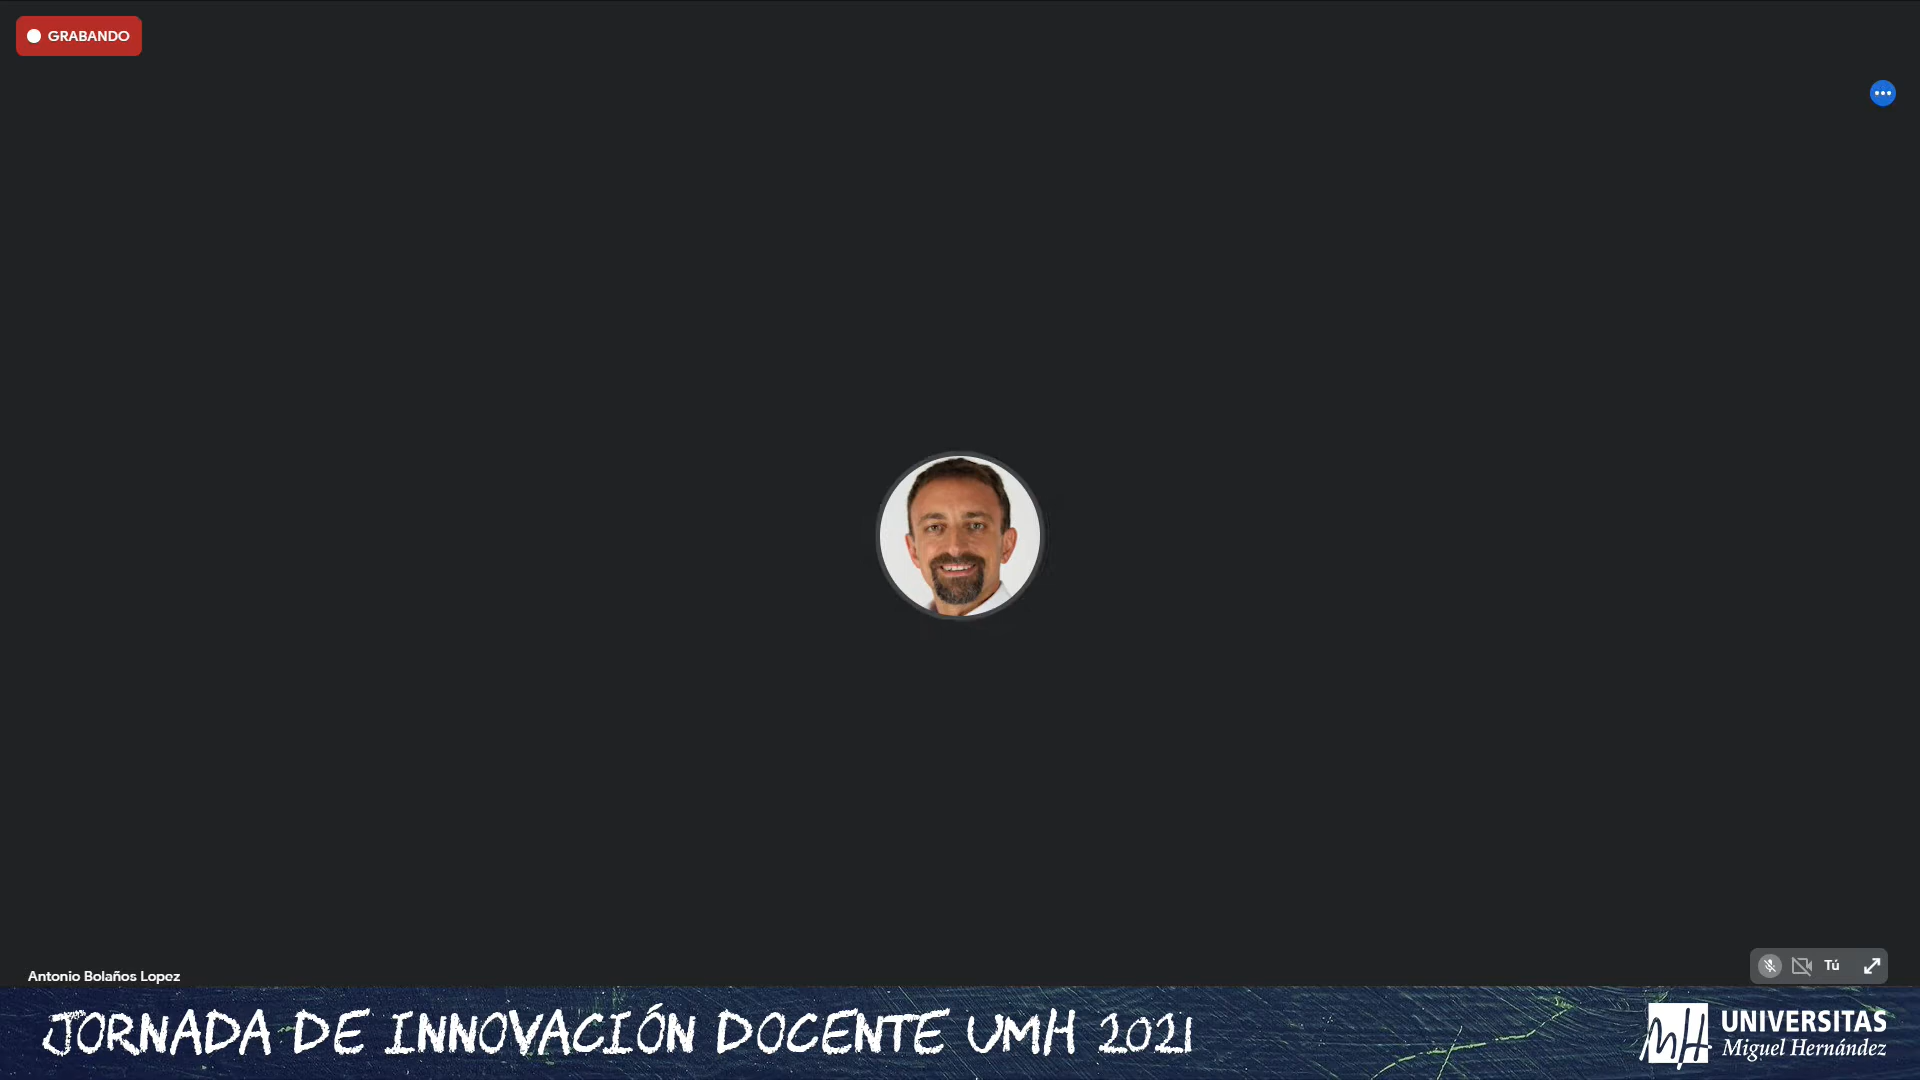 GRABANDO
Antonio Bolaños Lopez
Tú
JORNADA DE INNOVACIÓN DOCENTE UMH 2021
UNIVERSITAS
Miguel Hernández